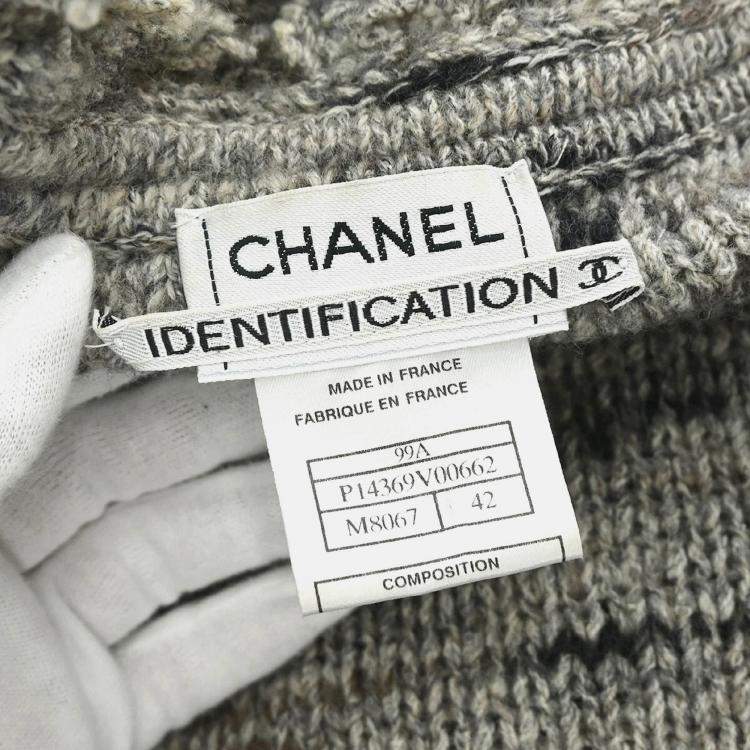 CHANEL
IDENTIFICATION
MADE IN FRANCE
FABRIQUE EN FRANCE
99A
P14369V00662
M8067 42
COMPOSITION